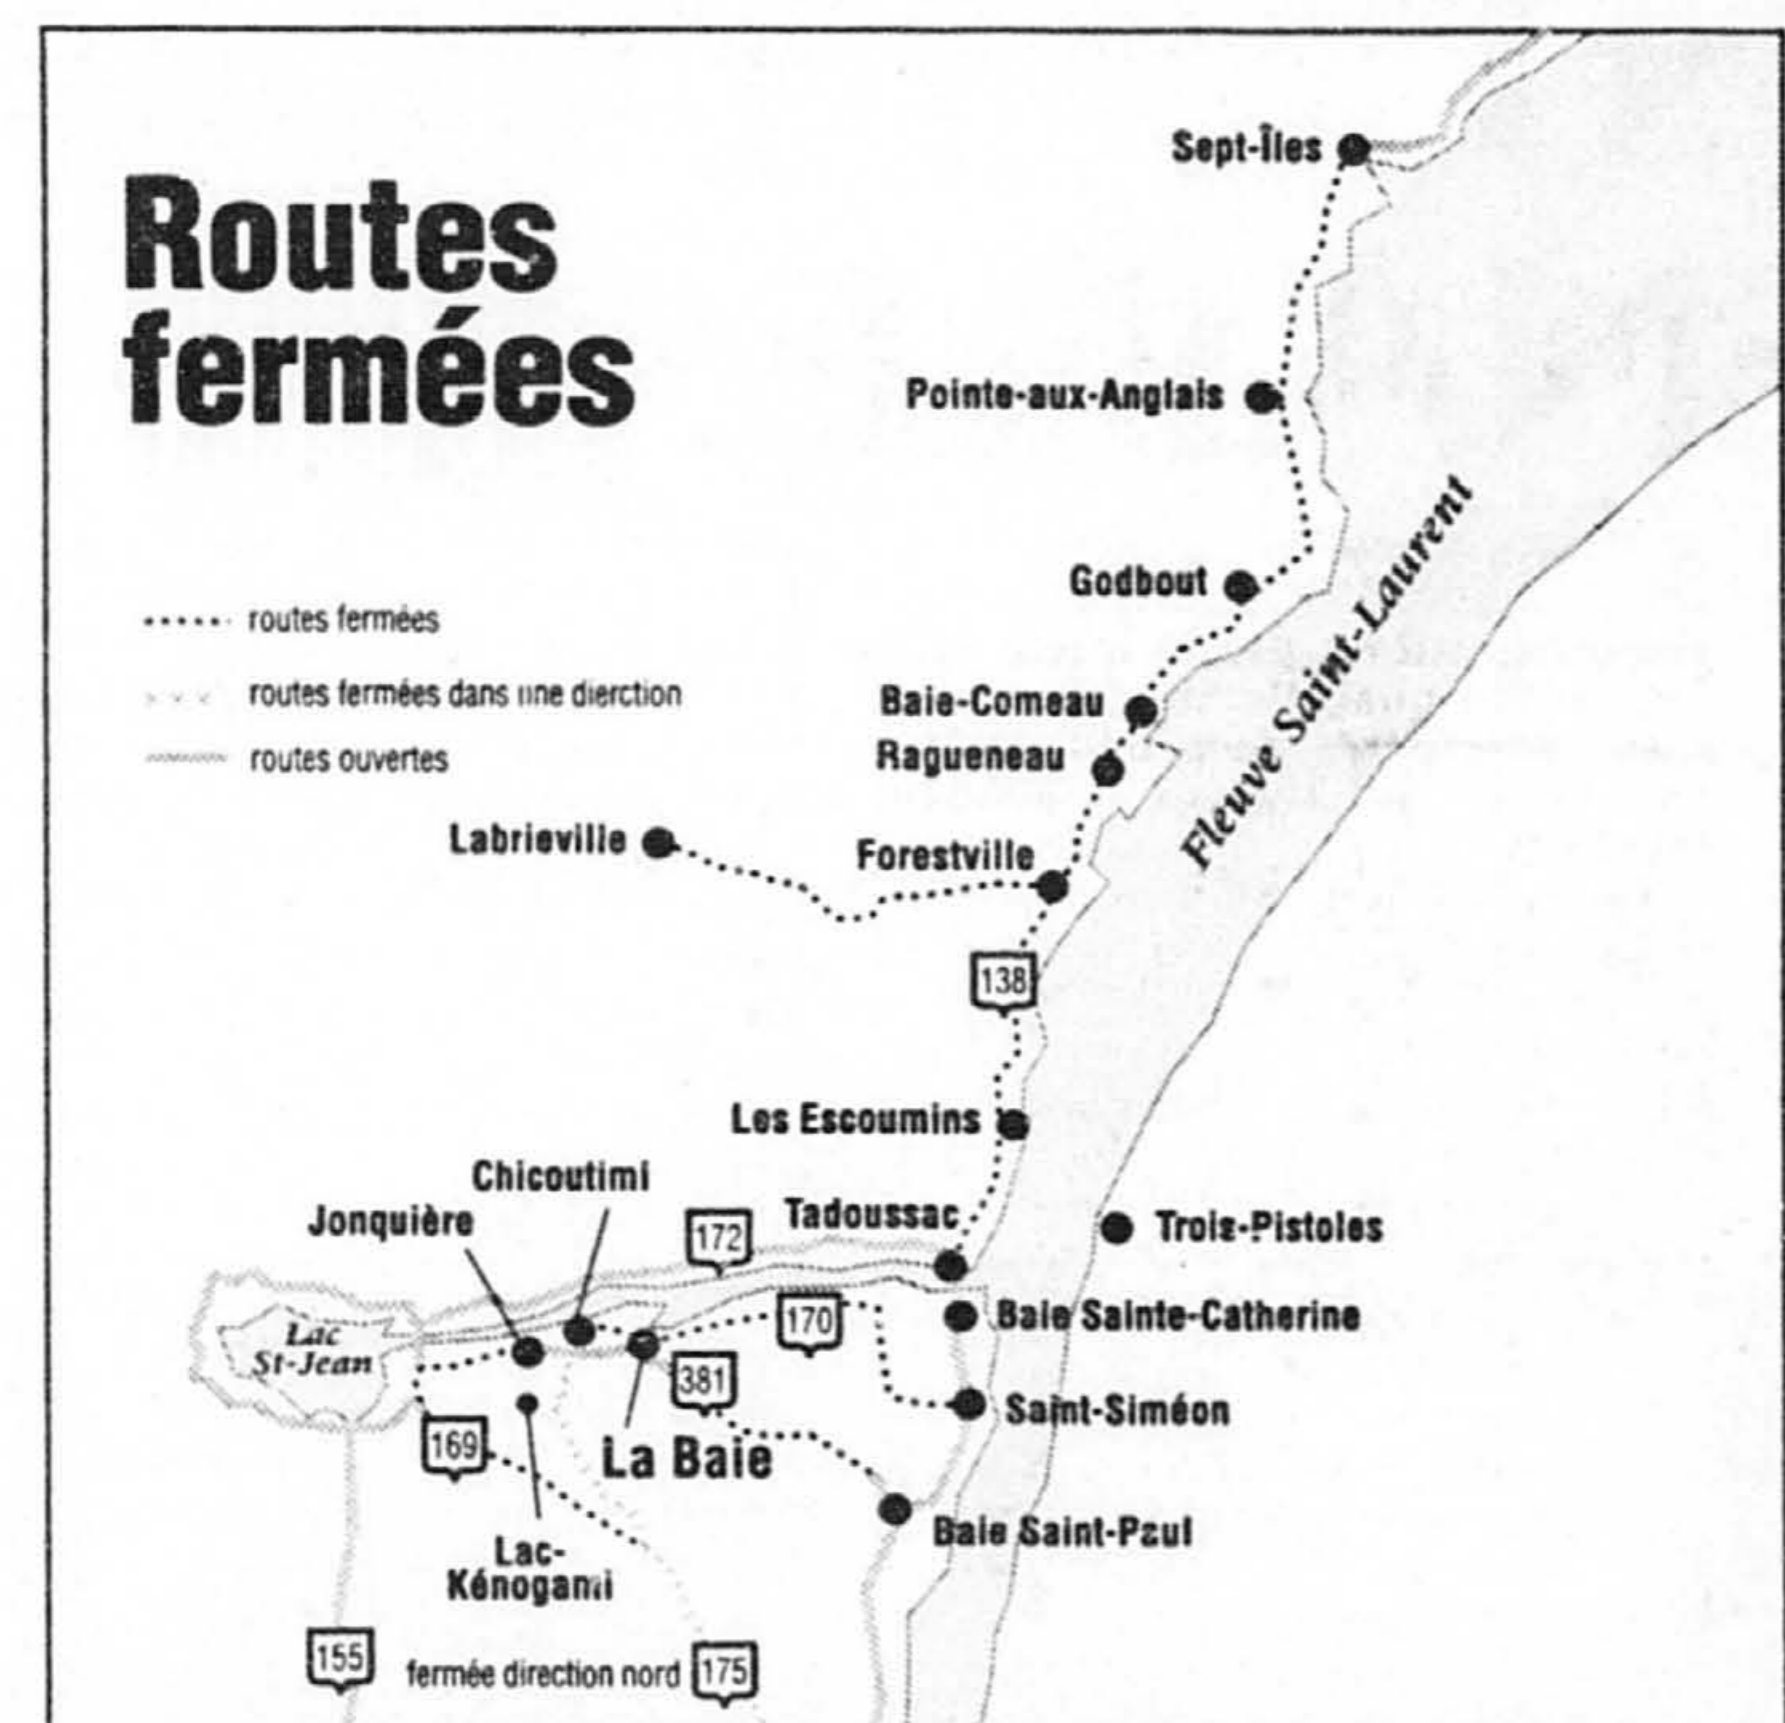 Routes
fermées
routes fermées
routes fermées dans une dierction
routes ouvertes
Sept-Îles
Pointe-aux-Anglais
Godbout
Baie-Comeau
Ragueneau
Labrieville
Forestville
Fleuve Saint-Laurent
138
Les Escoumins
Chicoutimi
Jonquière
172
Tadoussac
Trois-Pistoles
170
Baie Sainte-Catherine
Lac
St-Jean
381
Saint-Siméon
169
La Baie
Baie Saint-Paul
Lac-
Kénogami
155
fermée direction nord 175